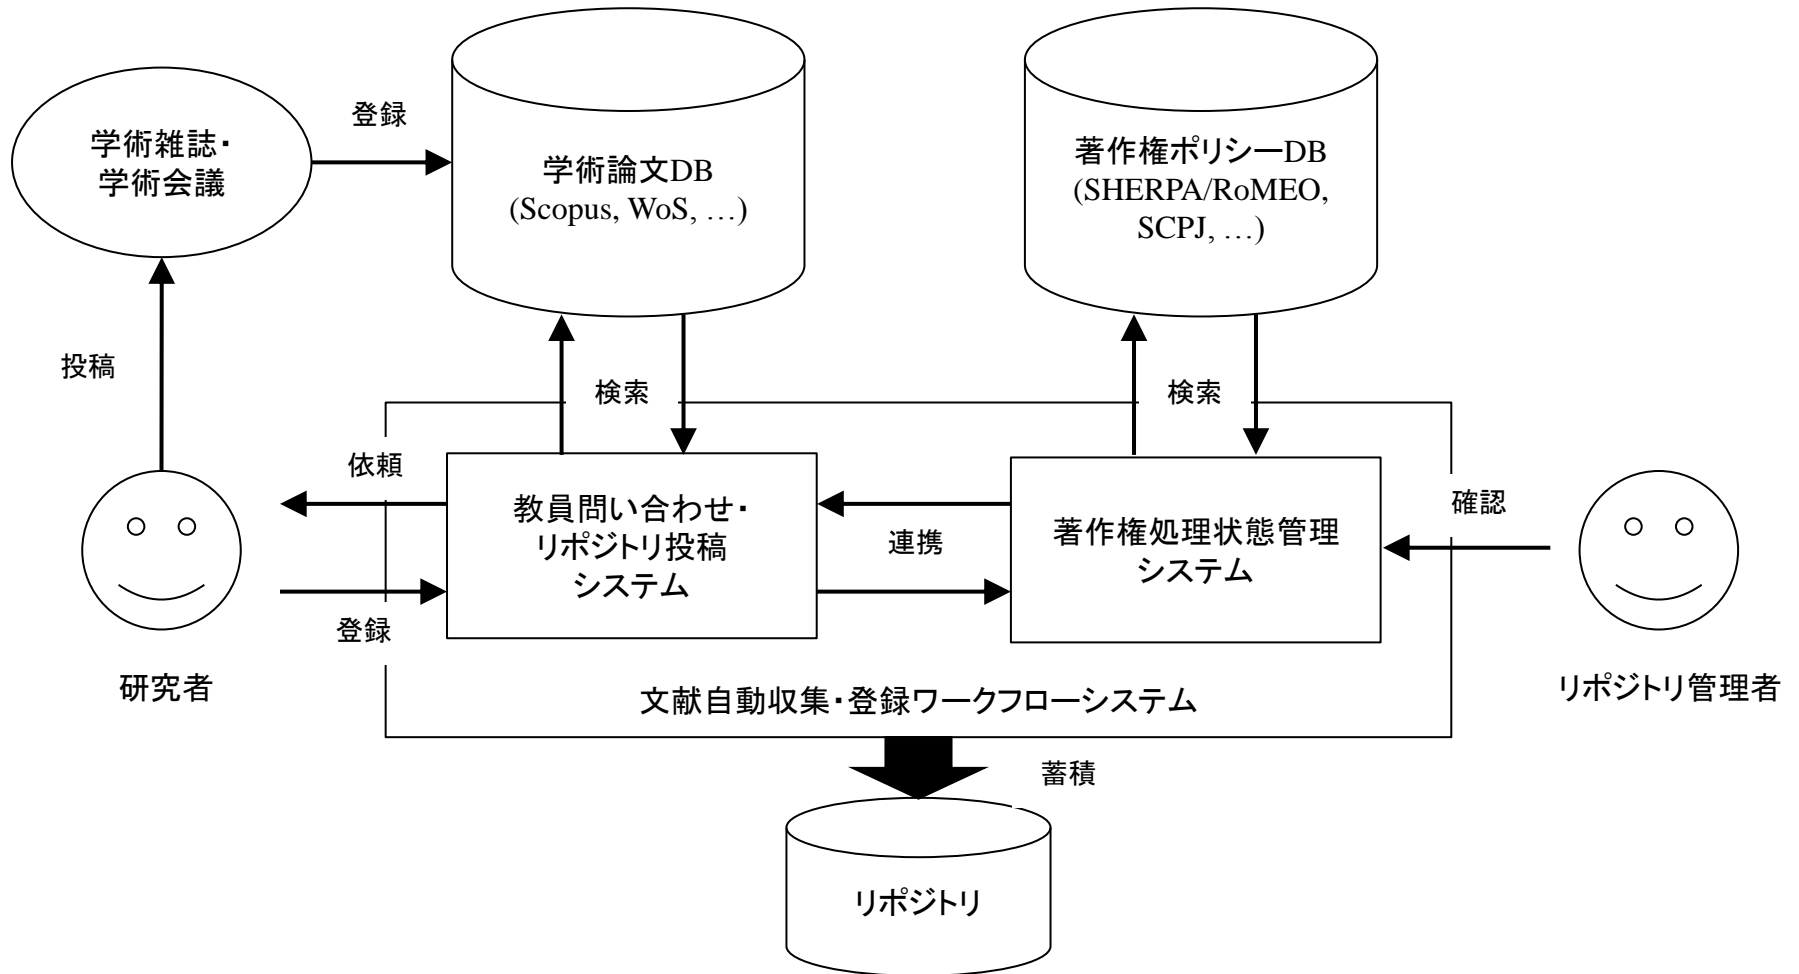 登録
学術雑誌・
学術会議
学術論文DB
(Scopus, WoS, …)
著作権ポリシーDB
(SHERPA/RoMEO,
SCPJ, …)
投稿
検索
検索
依頼
教員問い合わせ・
リポジトリ投稿
システム
連携
著作権処理状態管理
システム
確認
登録
研究者
文献自動収集・登録ワークフローシステム
リポジトリ管理者
蓄積
リポジトリ